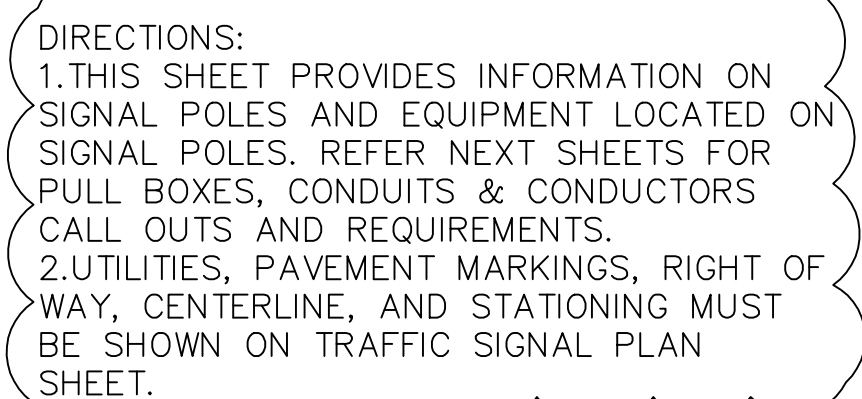 DIRECTIONS:
1.THIS SHEET PROVIDES INFORMATION ON
SIGNAL POLES AND EQUIPMENT LOCATED ON
SIGNAL POLES. REFER NEXT SHEETS FOR
PULL BOXES, CONDUITS & CONDUCTORS
CALL OUTS AND REQUIREMENTS.
2.UTILITIES, PAVEMENT MARKINGS, RIGHT OF
WAY, CENTERLINE, AND STATIONING MUST
BE SHOWN ON TRAFFIC SIGNAL PLAN
SHEET.